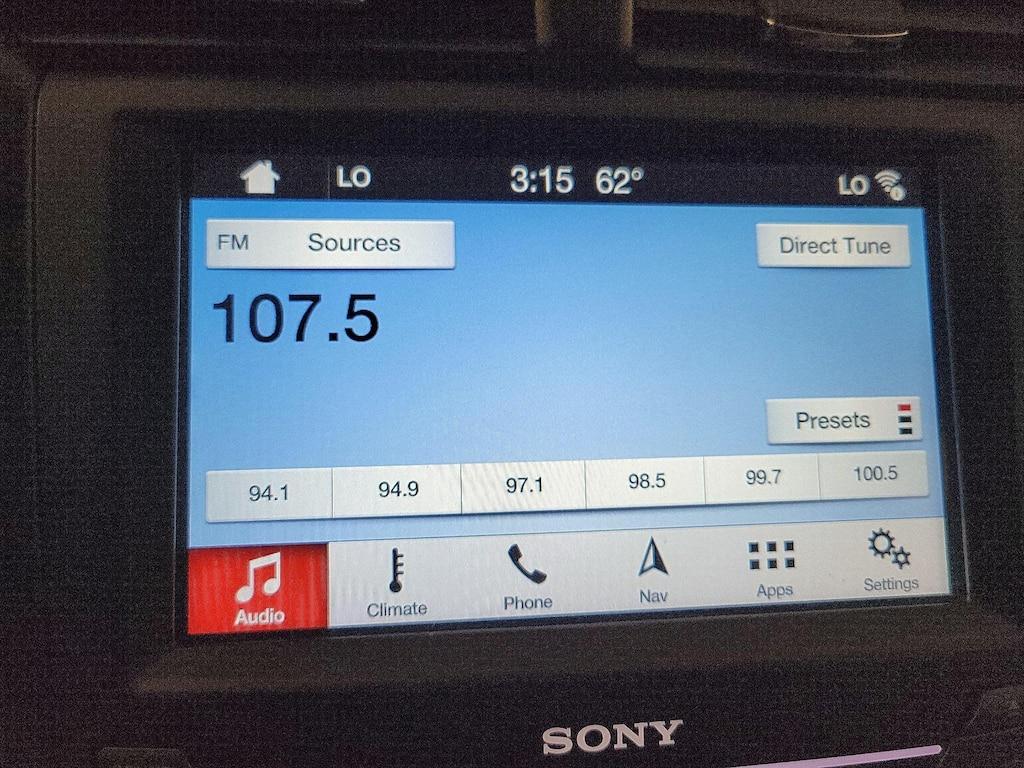 LO 3:15 62° LO
FM Sources Direct Tune
107.5
Presets
94.1 94.9 97.1 98.5 99.7 100.5
Audio Climate Phone Nav Apps Settings
SONY